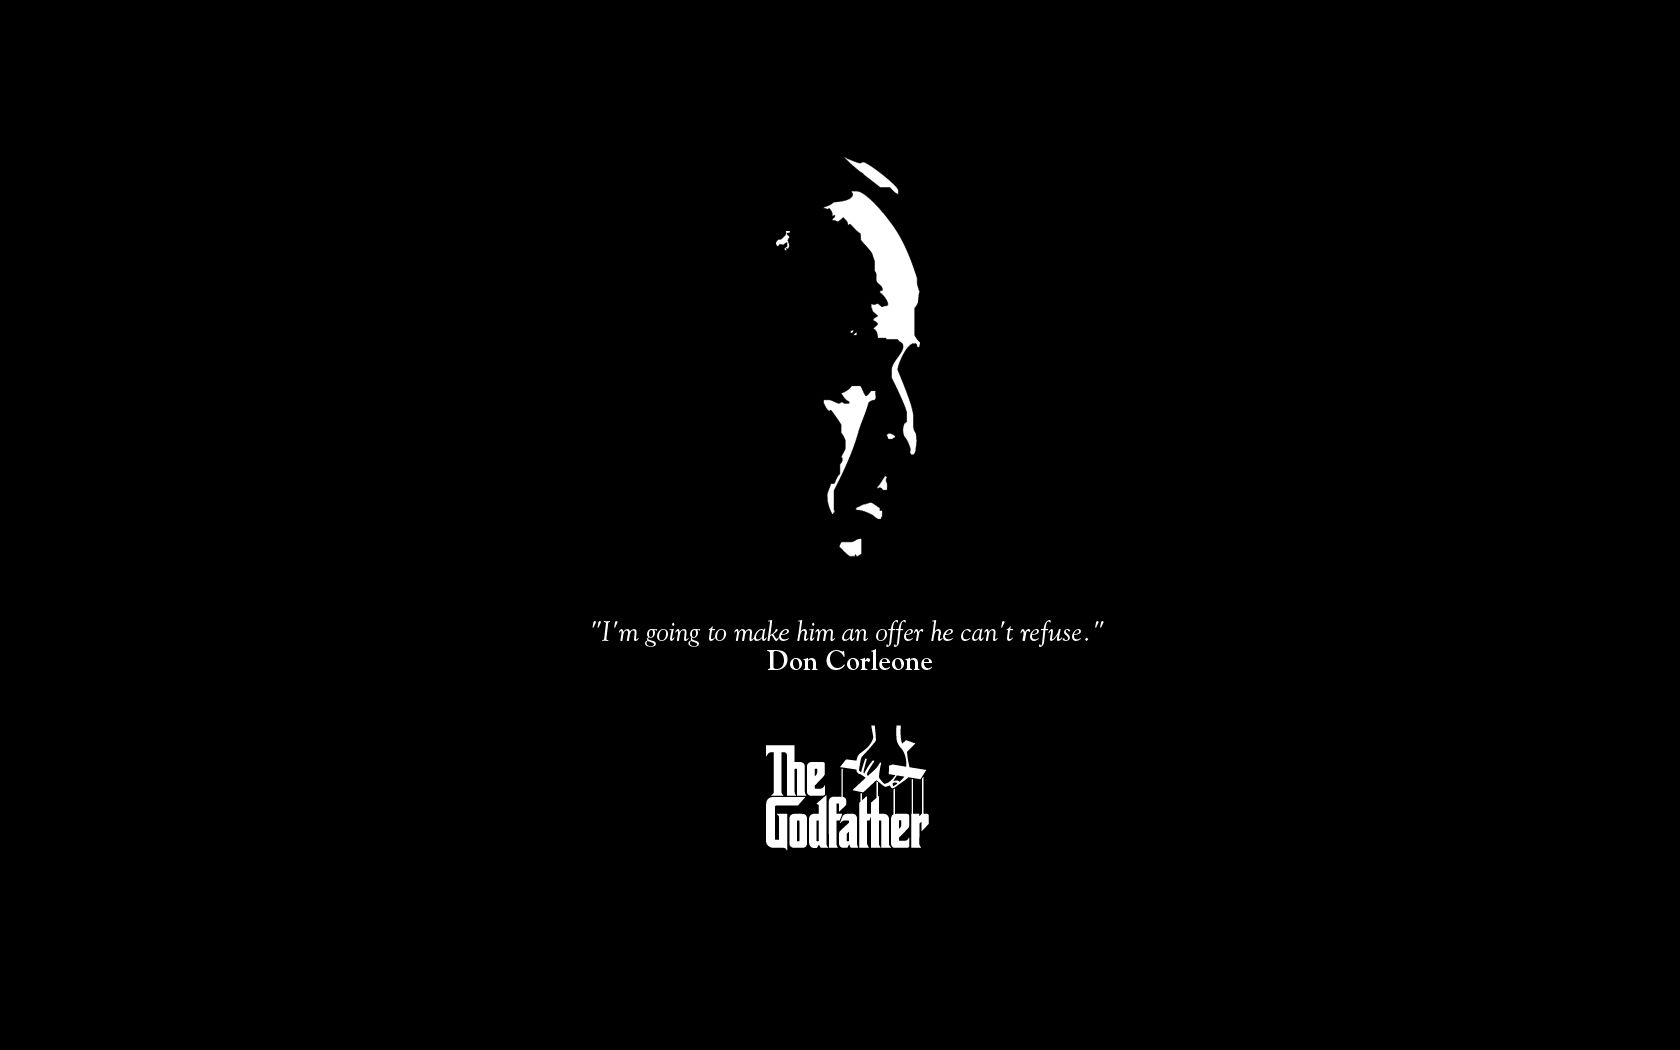 "I'm going to make him an offer he can't refuse."
Don Corleone
The
Godfather